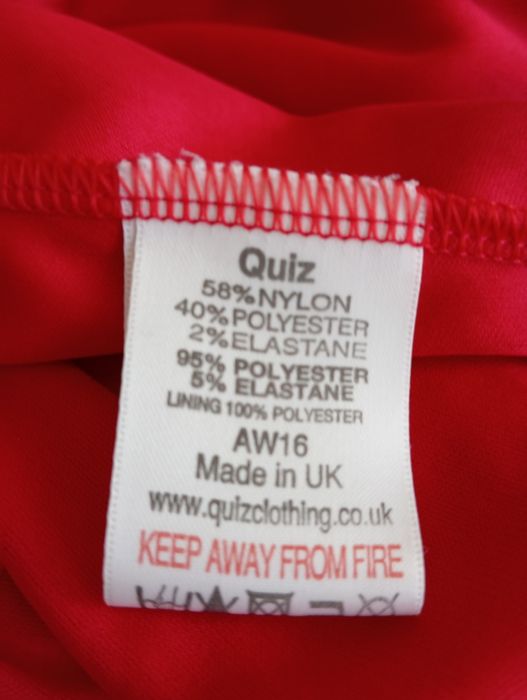 Quiz
58%NYLON
40%POLYESTER
2%ELASTANE
95% POLYESTER
5% ELASTANE
LINING 100% POLYESTER
AW16
Made in UK
www.quizclothing.co.uk
KEEP AWAY FROM FIRE